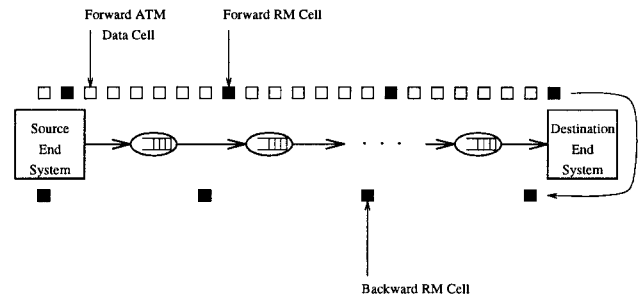 Forward ATM
Data Cell
Forward RM Cell
Source
End
System
. . .
Destination
End
System
Backward RM Cell